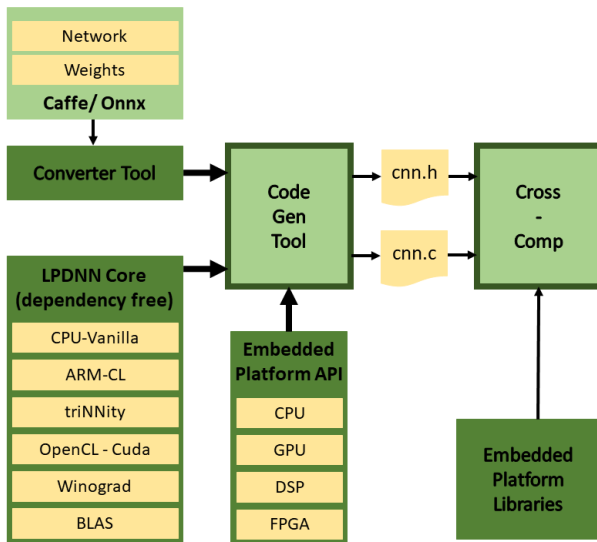 Network
Weights
Caffe/ Onnx
Converter Tool
LPDNN Core
(dependency free)
CPU-Vanilla
ARM-CL
triNNity
OpenCL - Cuda
Winograd
BLAS
Code
Gen
Tool
Embedded
Platform API
CPU
GPU
DSP
FPGA
cnn.h
cnn.c
Cross
-
Comp
Embedded
Platform
Libraries